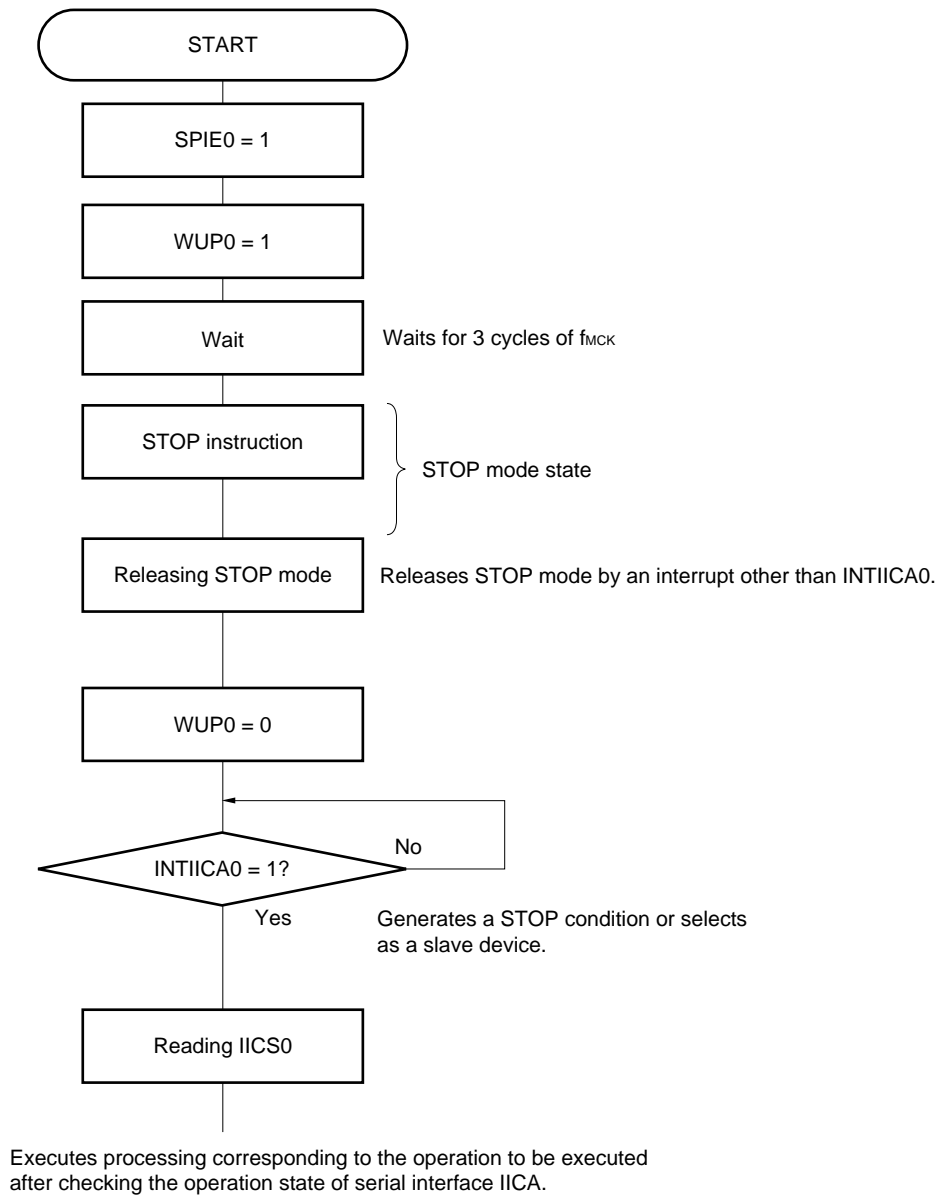 START
SPIE0 = 1
WUP0 = 1
Wait
Waits for 3 cycles of fMCK
STOP instruction
STOP mode state
Releasing STOP mode
Releases STOP mode by an interrupt other than INTIICA0.
WUP0 = 0
No
INTIICA0 = 1?
Yes
Generates a STOP condition or selects
as a slave device.
Reading IICS0
Executes processing corresponding to the operation to be executed
after checking the operation state of serial interface IICA.